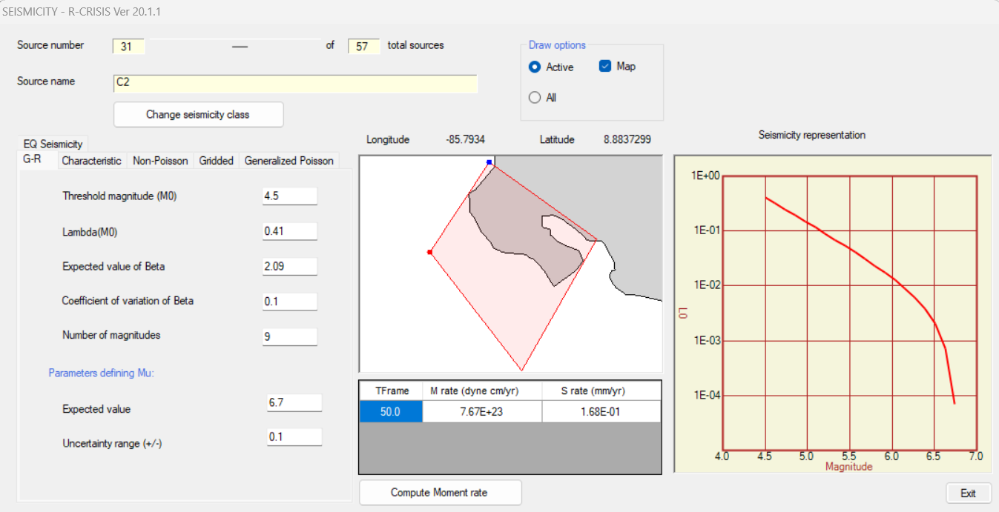 SEISMICITY - R-CRISIS Ver 20.1.1
Source number 31 of 57 total sources
Source name C2
Change seismicity class
Draw options
Active Map
All
EQ Seismicity
G-R Characteristic Non-Poisson Gridded Generalized Poisson
Threshold magnitude (M0) 4.5
Lambda(M0) 0.41
Expected value of Beta 2.09
Coefficient of variation of Beta 0.1
Number of magnitudes 9
Parameters defining Mu:
Expected value 6.7
Uncertainty range (+/-) 0.1
Longitude -85.7934 Latitude 8.8837299
TFrame M rate (dyne cm/yr) S rate (mm/yr)
50.0 7.67E+23 1.68E-01
Compute Moment rate
Seismicity representation
1E+00
1E-01
1E-02
L0
1E-03
1E-04
4.0 4.5 5.0 5.5 6.0 6.5 7.0
Magnitude
Exit